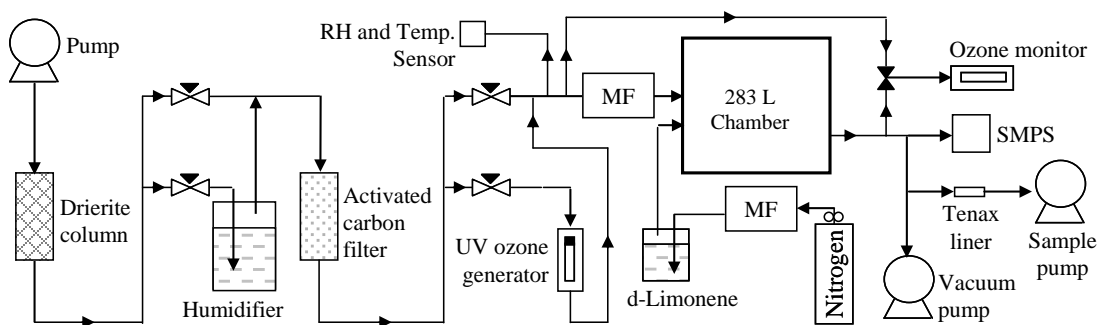 Pump
RH and Temp.
Sensor
MF
283 L
Chamber
Ozone monitor
SMPS
Drierite
column
Activated
carbon
filter
UV ozone
generator
MF
Nitrogen
Tenax
liner
Sample
pump
Humidifier
d-Limonene
Vacuum
pump